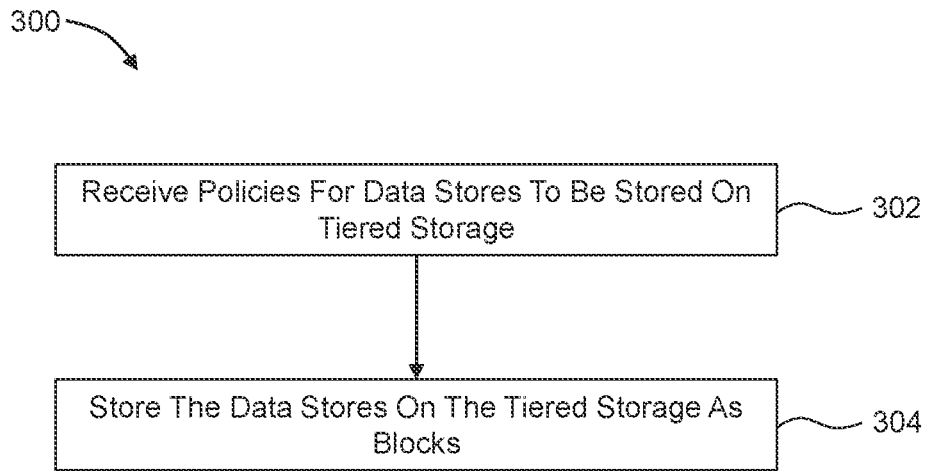 300
Receive Policies For Data Stores To Be Stored On
Tiered Storage
302
Store The Data Stores On The Tiered Storage As
Blocks
304